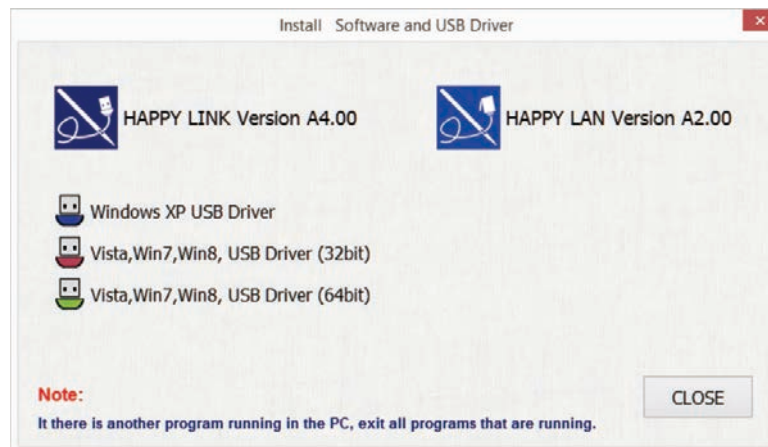 Install Software and USB Driver
HAPPY LINK Version A4.00
HAPPY LAN Version A2.00
Windows XP USB Driver
Vista,Win7,Win8, USB Driver (32bit)
Vista,Win7,Win8, USB Driver (64bit)
Note:
It there is another program running in the PC, exit all programs that are running.
CLOSE